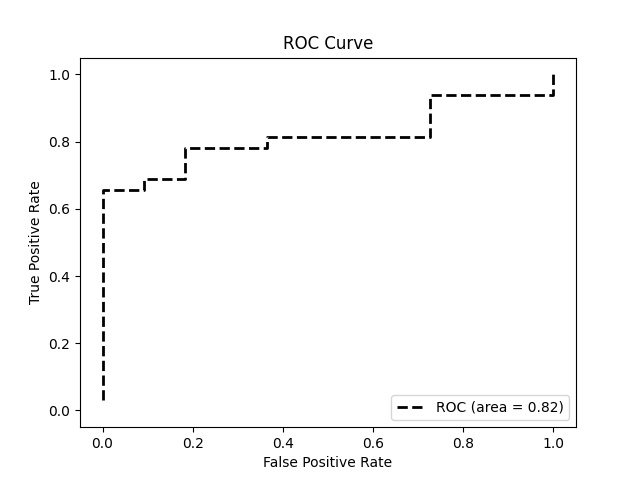 ROC Curve
True Positive Rate
1.0
0.8
0.6
0.4
0.2
0.0
ROC (area = 0.82)
0.0 0.2 0.4 0.6 0.8 1.0
False Positive Rate